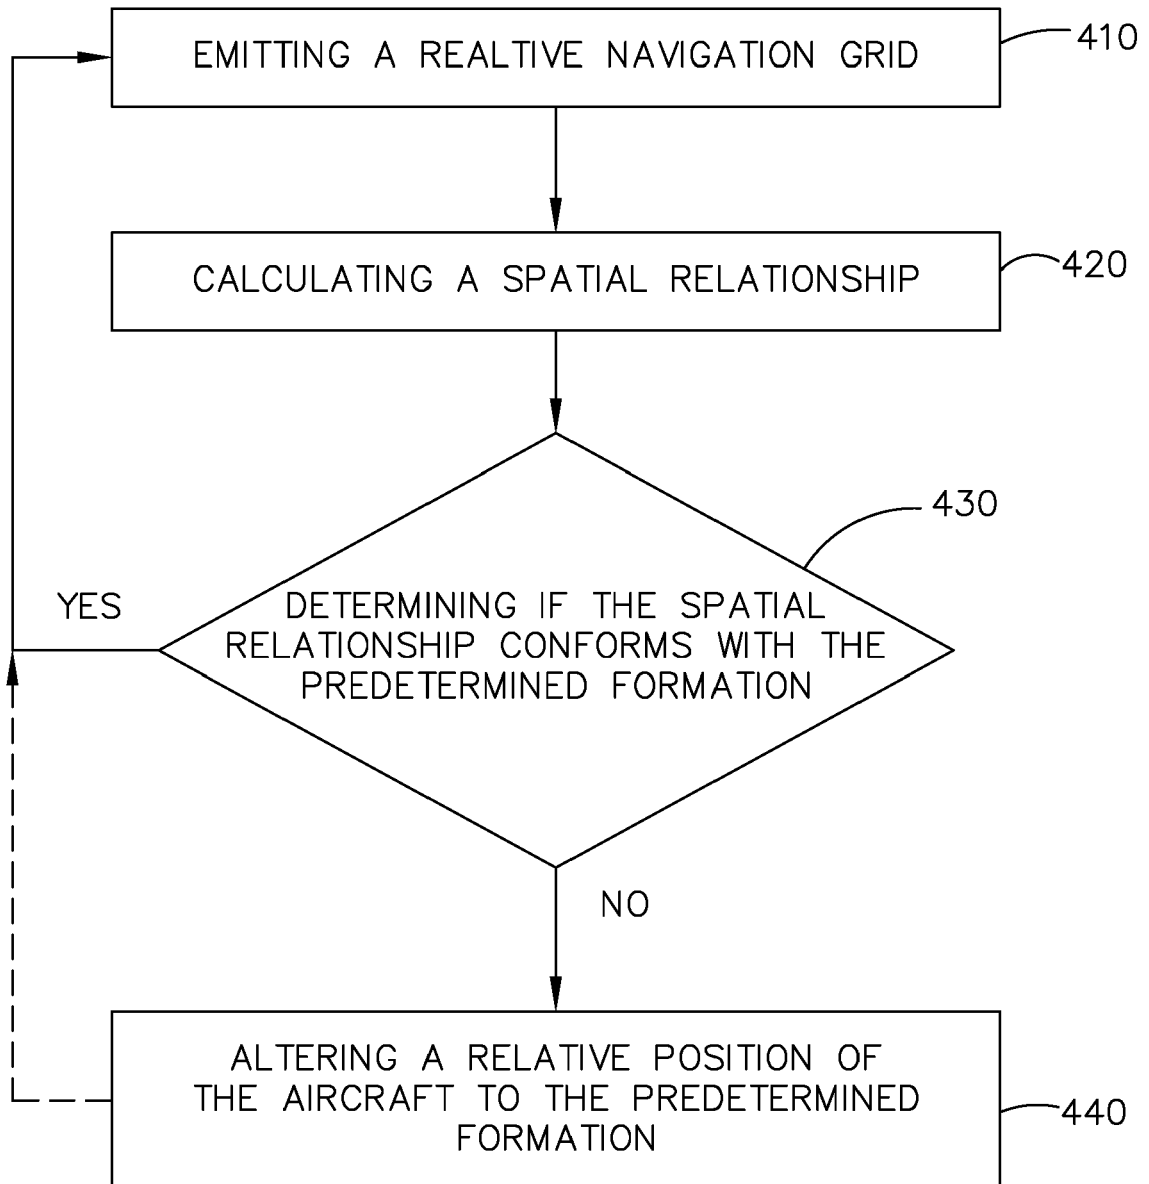 EMITTING A REALTIVE NAVIGATION GRID
410
CALCULATING A SPATIAL RELATIONSHIP
420
430
YES
DETERMINING IF THE SPATIAL
RELATIONSHIP CONFORMS WITH THE
PREDETERMINED FORMATION
NO
ALTERING A RELATIVE POSITION OF
THE AIRCRAFT TO THE PREDETERMINED
FORMATION
440